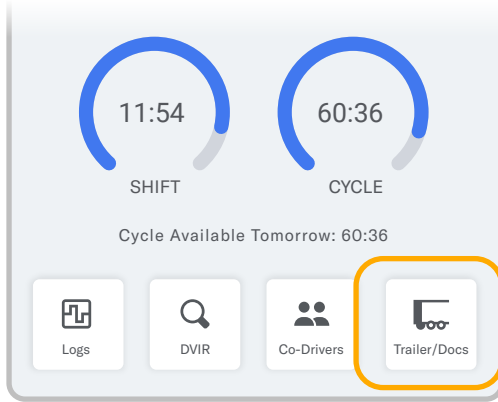 11:54 60:36
SHIFT CYCLE
Cycle Available Tomorrow: 60:36
Logs DVIR Co-Drivers Trailer/Docs